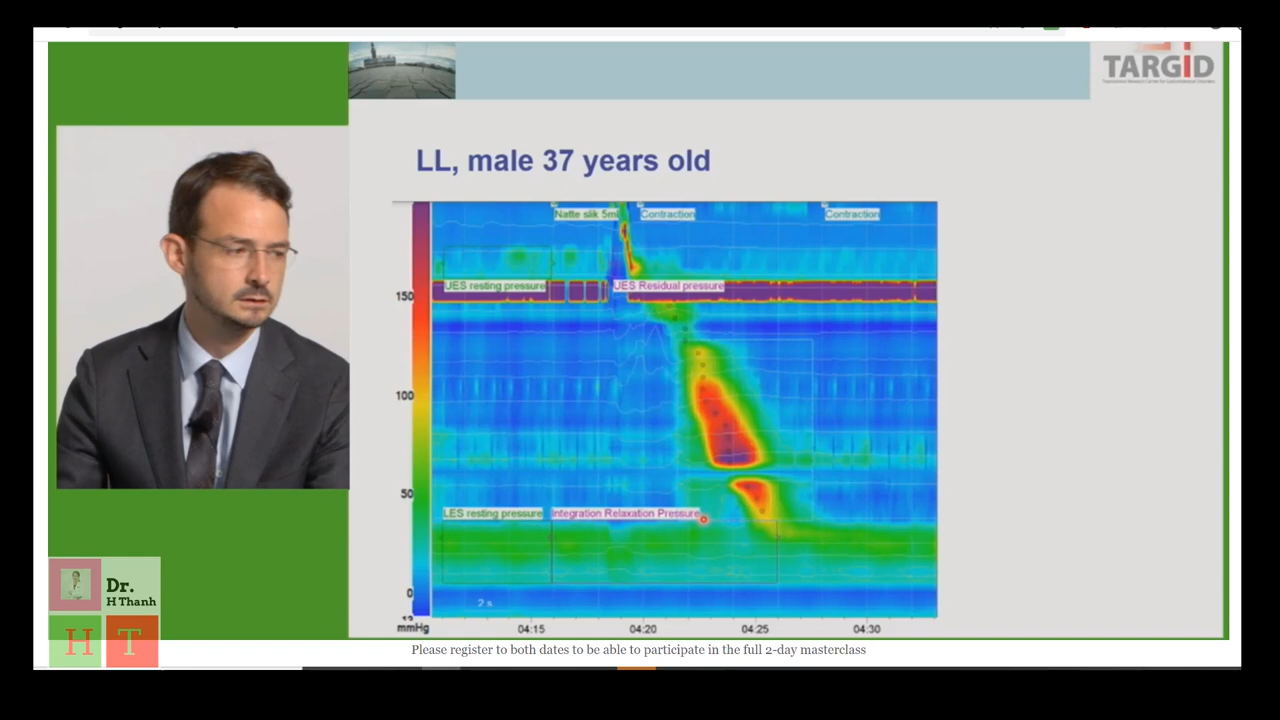 TARGID
LL, male 37 years old
Natte slik 5ml
Contraction
Contraction
UES resting pressure
UES Residual pressure
150
100
50
LES resting pressure
Integration Relaxation Pressure
0
2 s
mmHg
04:15
04:20
04:25
04:30
Dr.
H Thanh
H T
Please register to both dates to be able to participate in the full 2-day masterclass